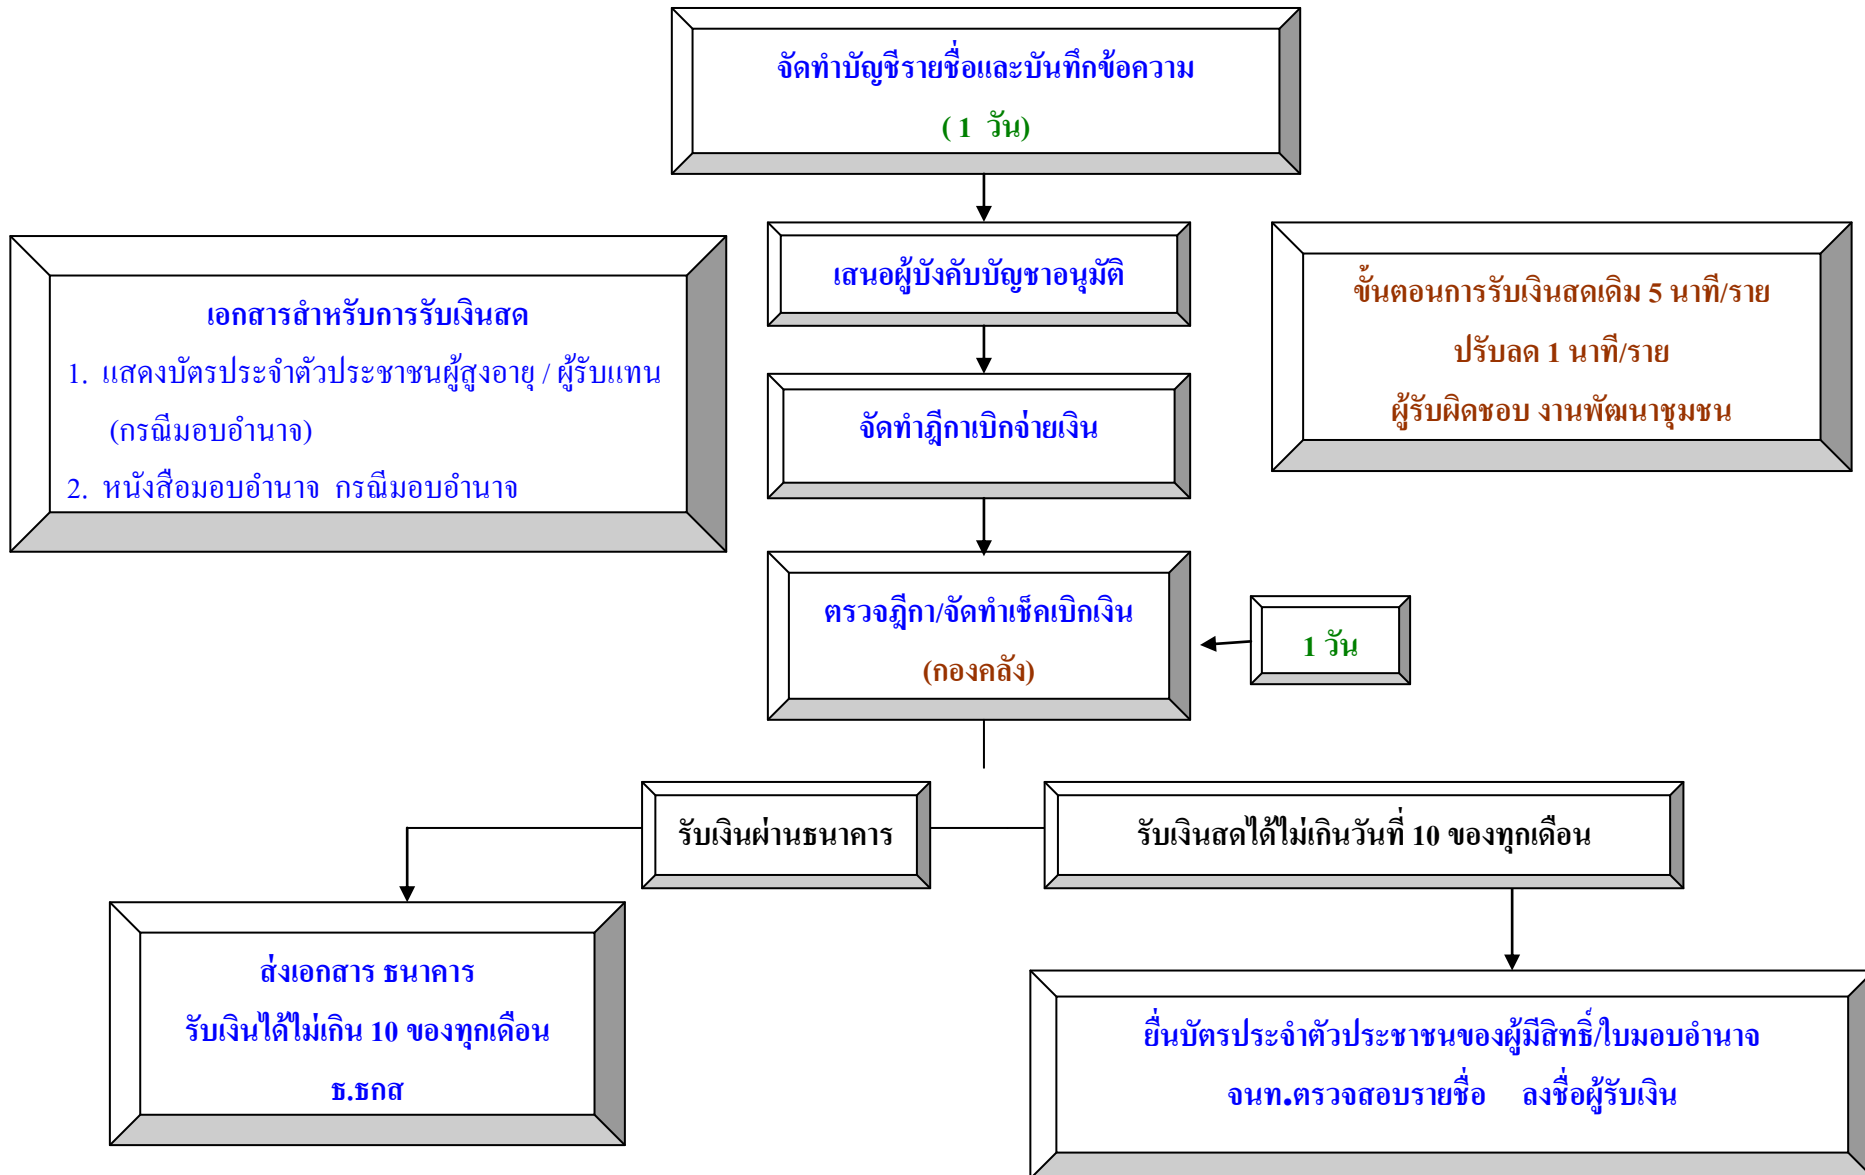 จัดทำบัญชีรายชื่อและบันทึกข้อความ
( 1 วัน)
เสนอผู้บังคับบัญชาอนุมัติ
เอกสารสำหรับการรับเงินสด
1. แสดงบัตรประจำตัวประชาชนผู้สูงอายุ / ผู้รับแทน
(กรณีมอบอำนาจ)
2. หนังสือมอบอำนาจ กรณีมอบอำนาจ
ขั้นตอนการรับเงินสดเดิม 5 นาที/ราย
ปรับลด 1 นาที/ราย
ผู้รับผิดชอบ งานพัฒนาชุมชน
จัดทำฎีกาเบิกจ่ายเงิน
ตรวจฎีกา/จัดทำเช็คเบิกเงิน
(กองคลัง)
1 วัน
รับเงินผ่านธนาคาร
รับเงินสดได้ไม่เกินวันที่ 10 ของทุกเดือน
ส่งเอกสาร ธนาคาร
รับเงินได้ไม่เกิน 10 ของทุกเดือน
ธ.ธกส
ยื่นบัตรประจำตัวประชาชนของผู้มีสิทธิ์/ใบมอบอำนาจ
จนท.ตรวจสอบรายชื่อ ลงชื่อผู้รับเงิน